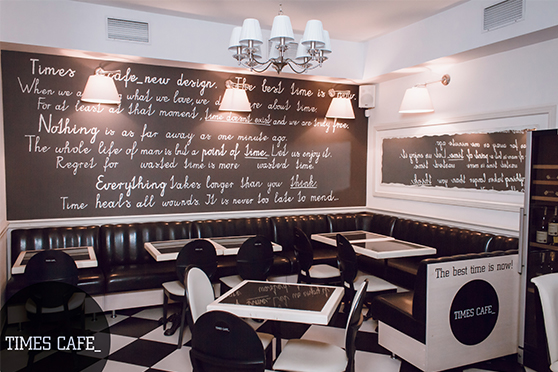 Times Cafe_new design. The best time is now.
When we are what we love, we about time:
For at least at that moment, time doesn't exist and we are truly free.
Nothing is as far away as one minute ago.
The whole life of man is but a point of time. Let us enjoy it.
Regret for wasted time is more wasted time.
Everything takes longer than you think.
Time heals all wounds. It is never too late to mend...
The best time is now!
TIMES CAFE_
TIMES CAFE_